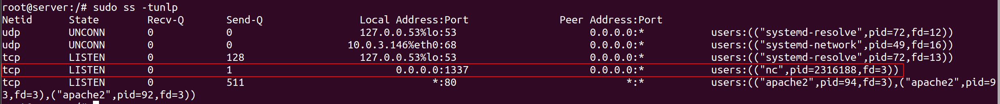 root@server:/# sudo ss -tunlp
Netid State Recv-Q Send-Q Local Address:Port Peer Address:Port
udp UNCONN 0 0 127.0.0.53%lo:53 0.0.0.0:* users:(("systemd-resolve",pid=72,fd=12))
udp UNCONN 0 0 10.0.3.146%eth0:68 0.0.0.0:* users:(("systemd-network",pid=49,fd=16))
tcp LISTEN 0 128 127.0.0.53%lo:53 0.0.0.0:* users:(("systemd-resolve",pid=72,fd=13))
tcp LISTEN 0 1 0.0.0.0:1337 0.0.0.0:* users:(("nc",pid=2316188,fd=3))
tcp LISTEN 0 511 *:80 *:* users:(("apache2",pid=94,fd=3),("apache2",pid=9
3,fd=3),("apache2",pid=92,fd=3))